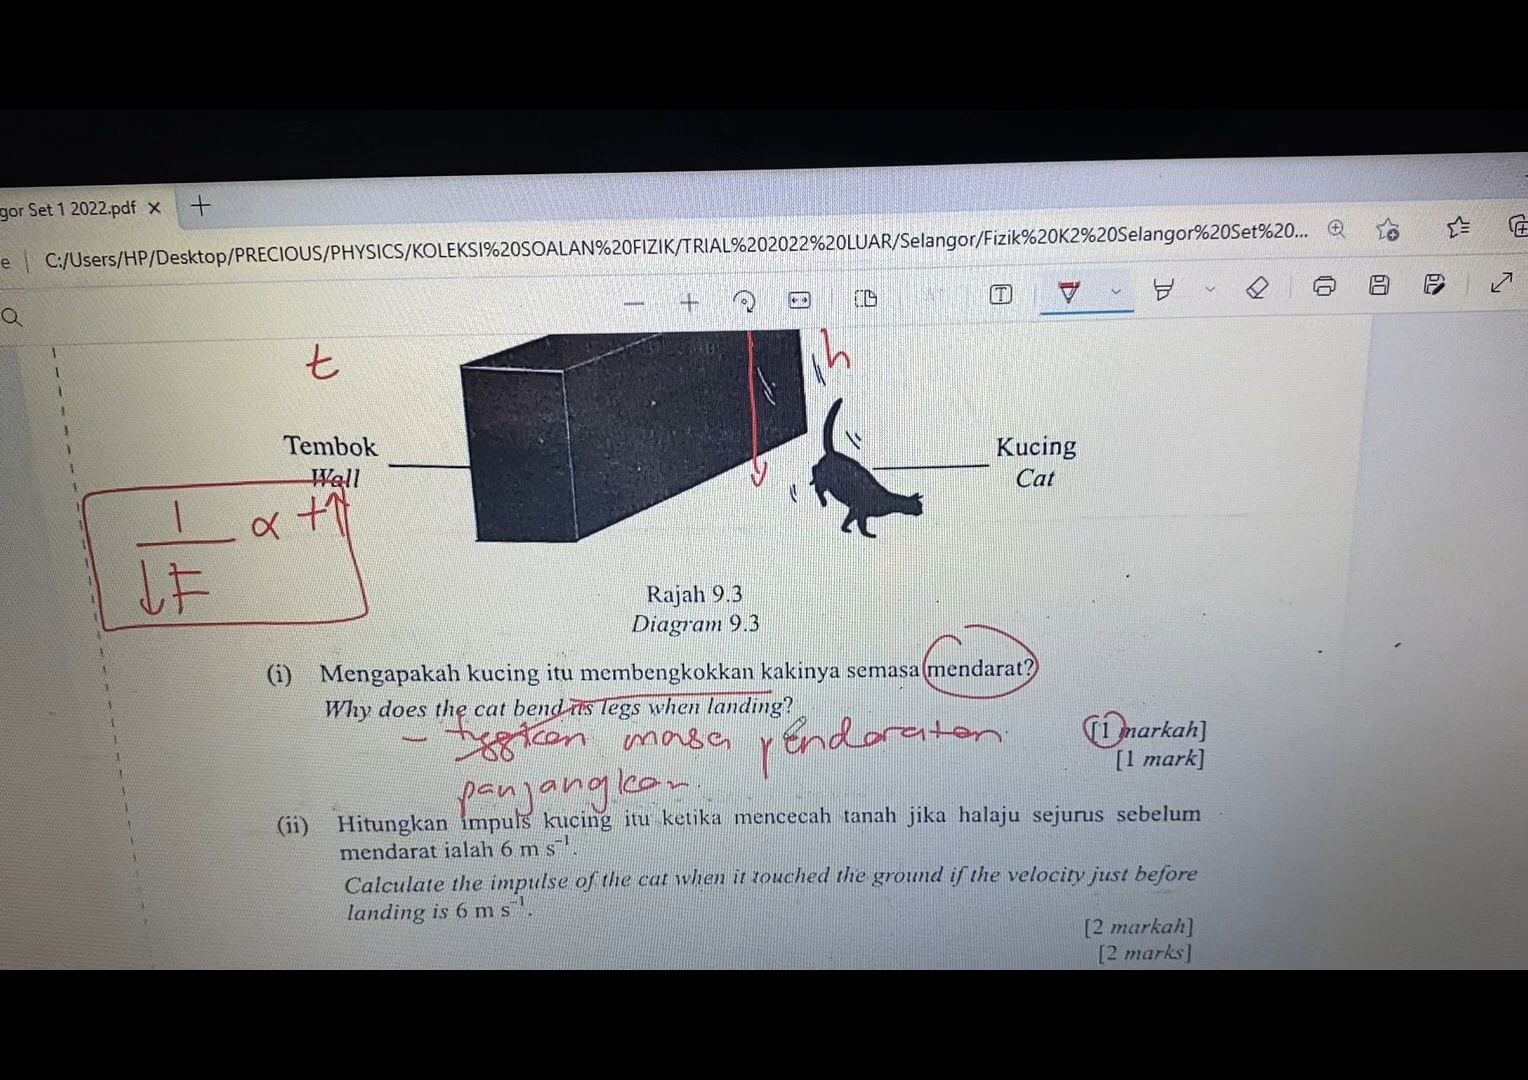 gor Set 1 2022.pdf
C:/Users/HP/Desktop/PRECIOUS/PHYSICS/KOLEKSI%20SOALAN%20FIZIK/TRIAL%202022%20LUAR/Selangor/Fizik%20K2%20Selangor%20Set%20...
t
h
Tembok
Wall
Kucing
Cat
1 α t↑
↓F
Rajah 9.3
Diagram 9.3
(i) Mengapakah kucing itu membengkokkan kakinya semasa mendarat?
Why does the cat bend its legs when landing?
- masa pendaratan
[1 markah]
[1 mark]
panjangkan
(ii) Hitungkan impuls kucing itu ketika mencecah tanah jika halaju sejurus sebelum
mendarat ialah 6 m s⁻¹.
Calculate the impulse of the cat when it touched the ground if the velocity just before
landing is 6 m s⁻¹.
[2 markah]
[2 marks]